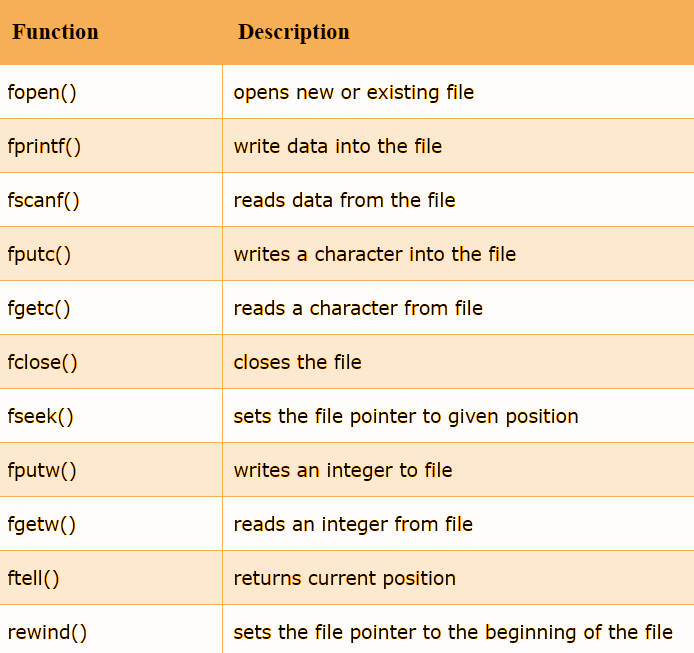 Function Description
fopen() opens new or existing file
fprintf() write data into the file
fscanf() reads data from the file
fputc() writes a character into the file
fgetc() reads a character from file
fclose() closes the file
fseek() sets the file pointer to given position
fputw() writes an integer to file
fgetw() reads an integer from file
ftell() returns current position
rewind() sets the file pointer to the beginning of the file